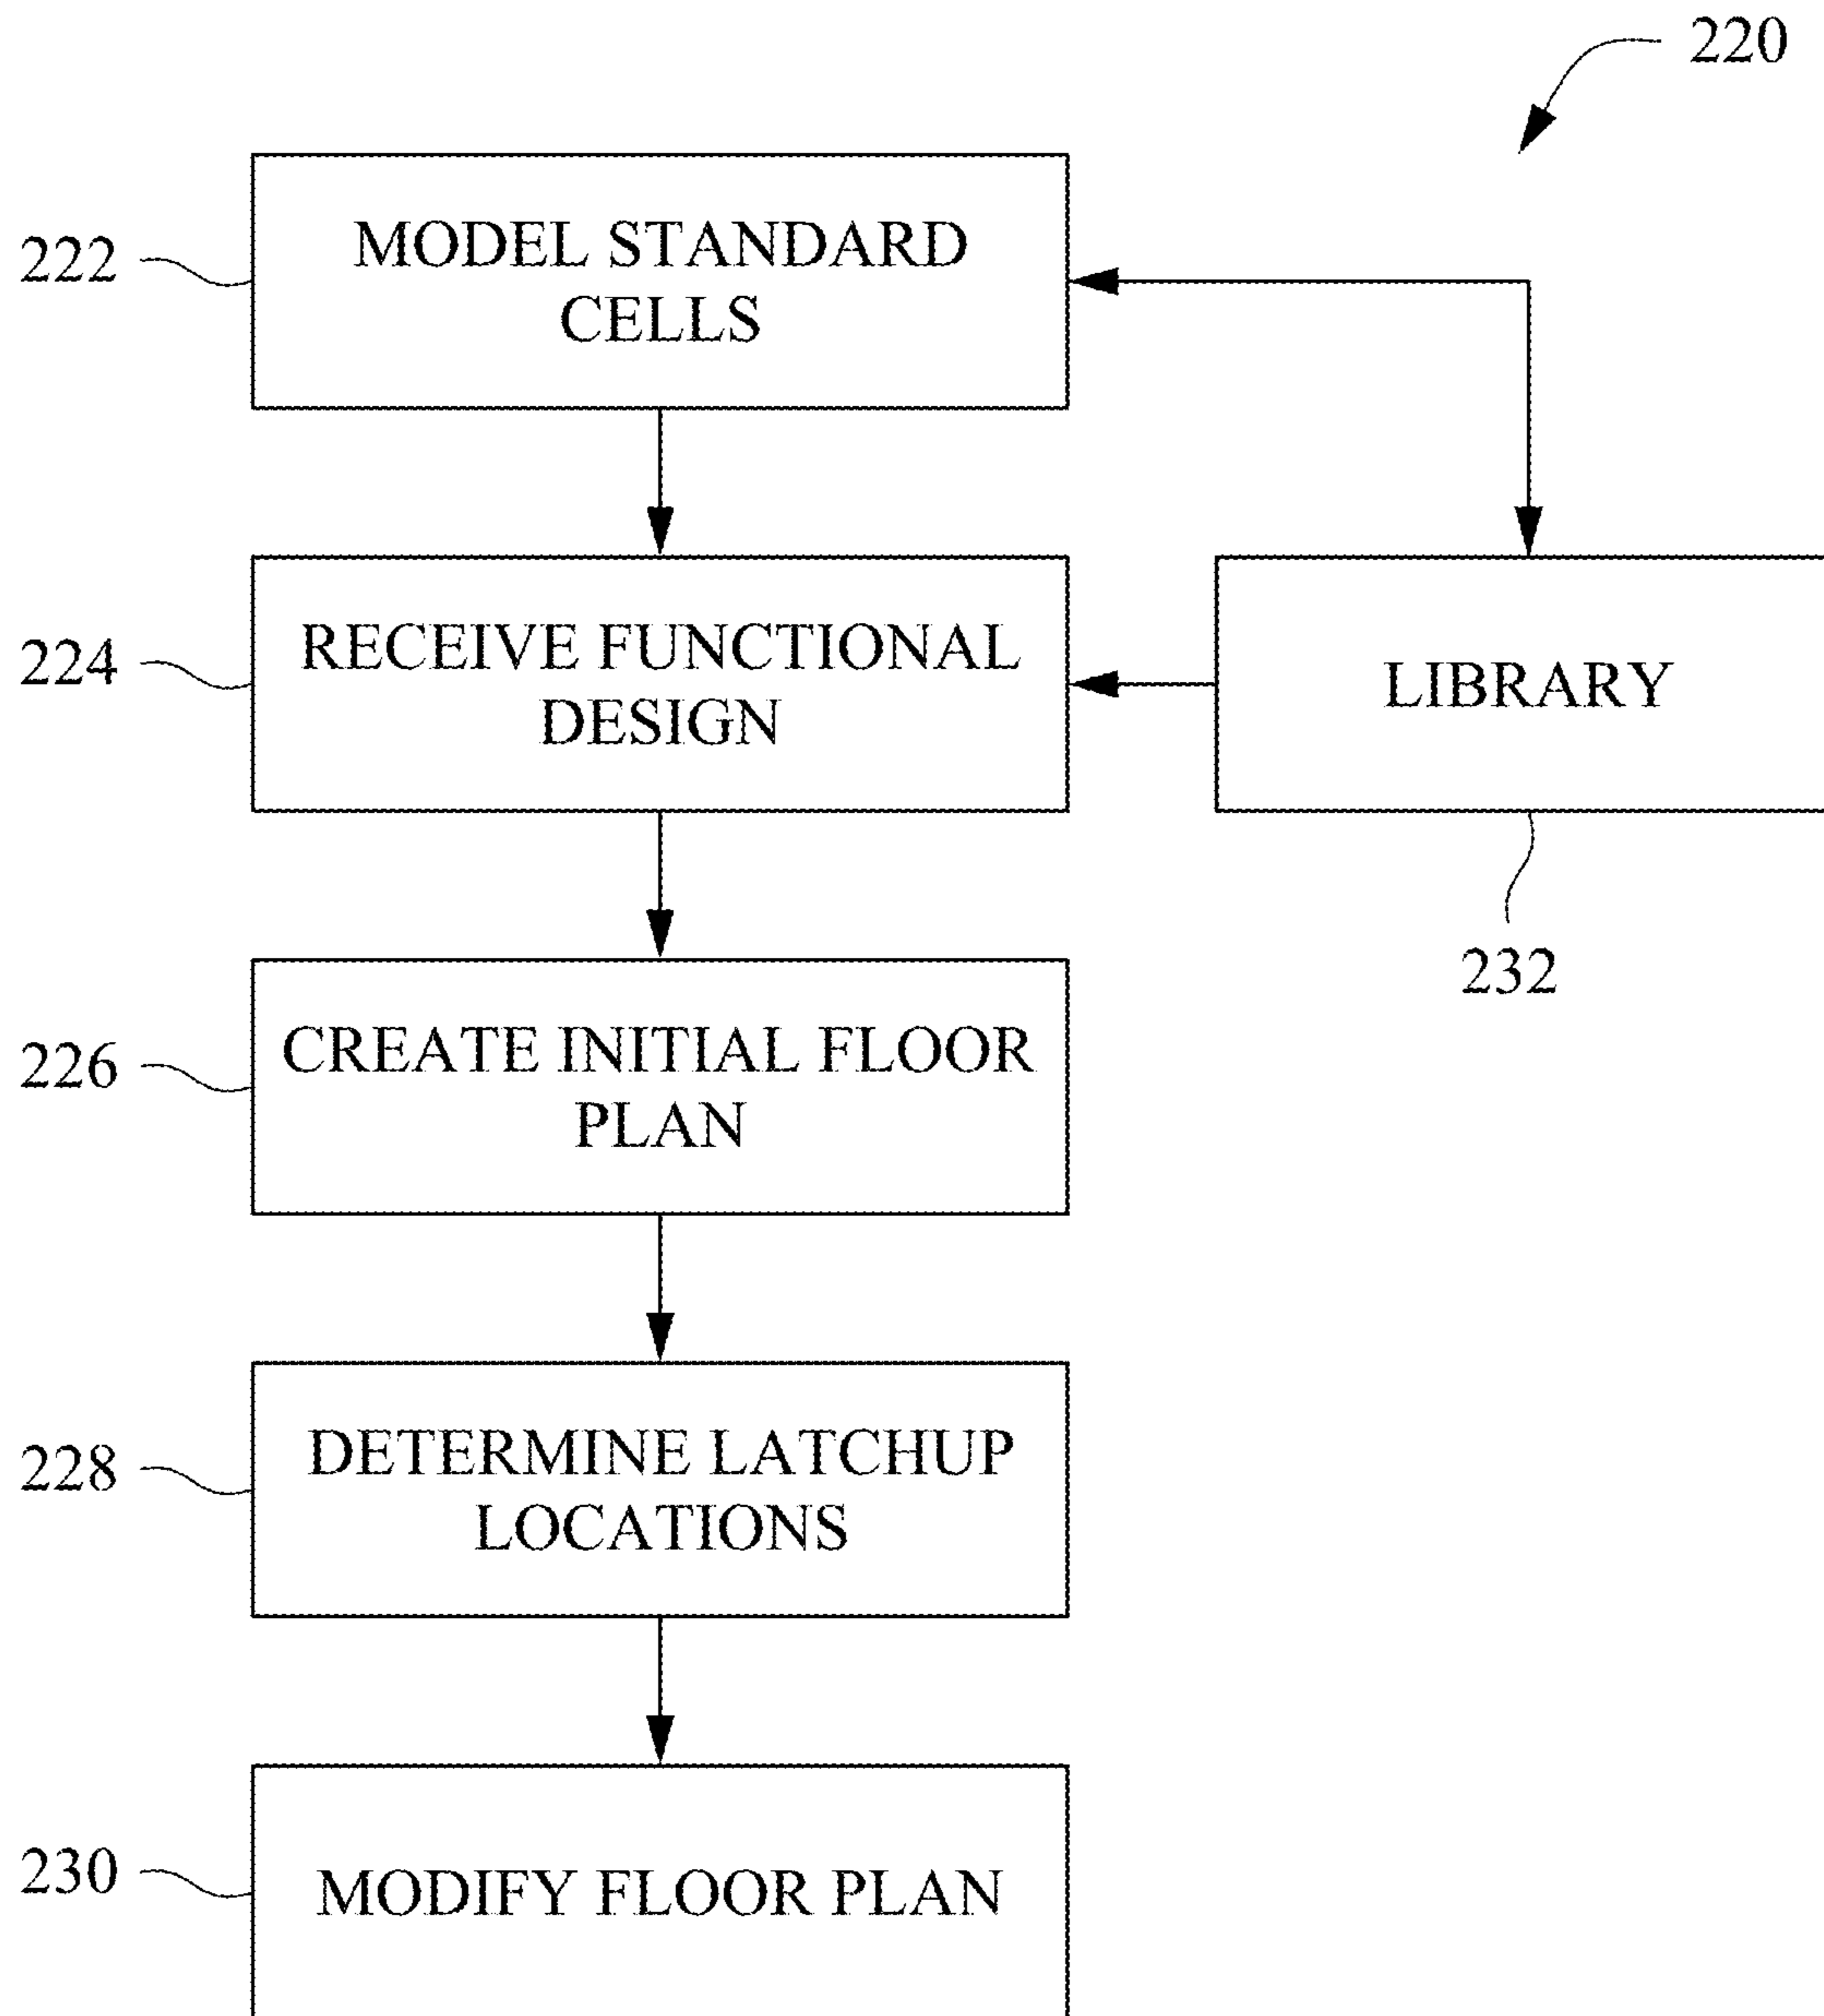 220
222
MODEL STANDARD
CELLS
224
RECEIVE FUNCTIONAL
DESIGN
LIBRARY
232
226
CREATE INITIAL FLOOR
PLAN
228
DETERMINE LATCHUP
LOCATIONS
230
MODIFY FLOOR PLAN